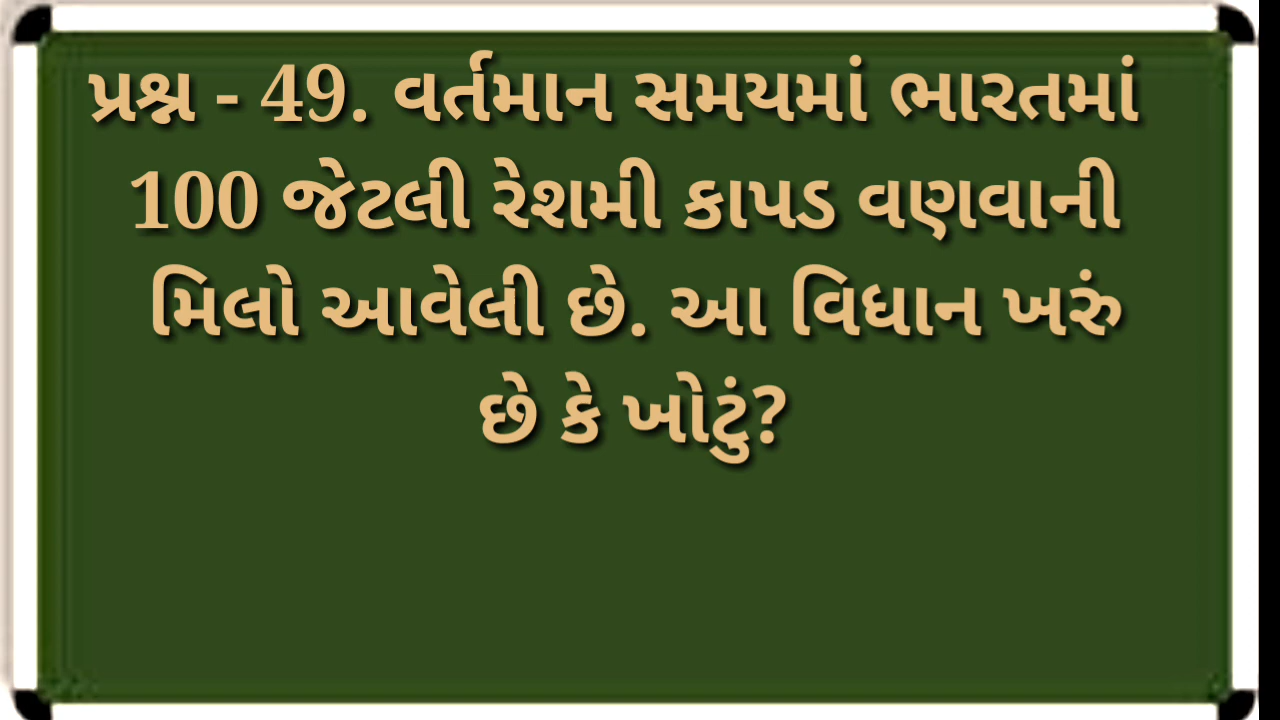 પ્રશ્ન - 49. વર્તમાન સમયમાં ભારતમાં
100 જેટલી રેશમી કાપડ વણવાની
મિલો આવેલી છે. આ વિધાન ખરું
છે કે ખોટું?